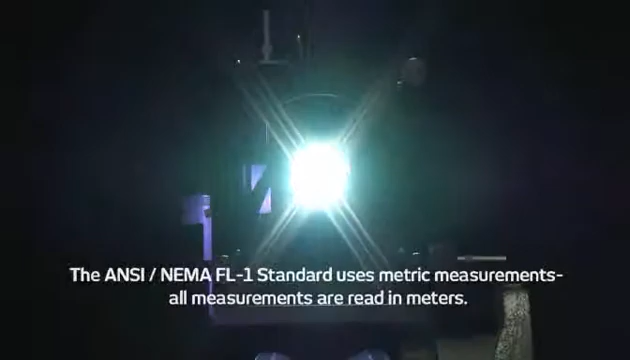 The ANSI / NEMA FL-1 Standard uses metric measurements-
all measurements are read in meters.